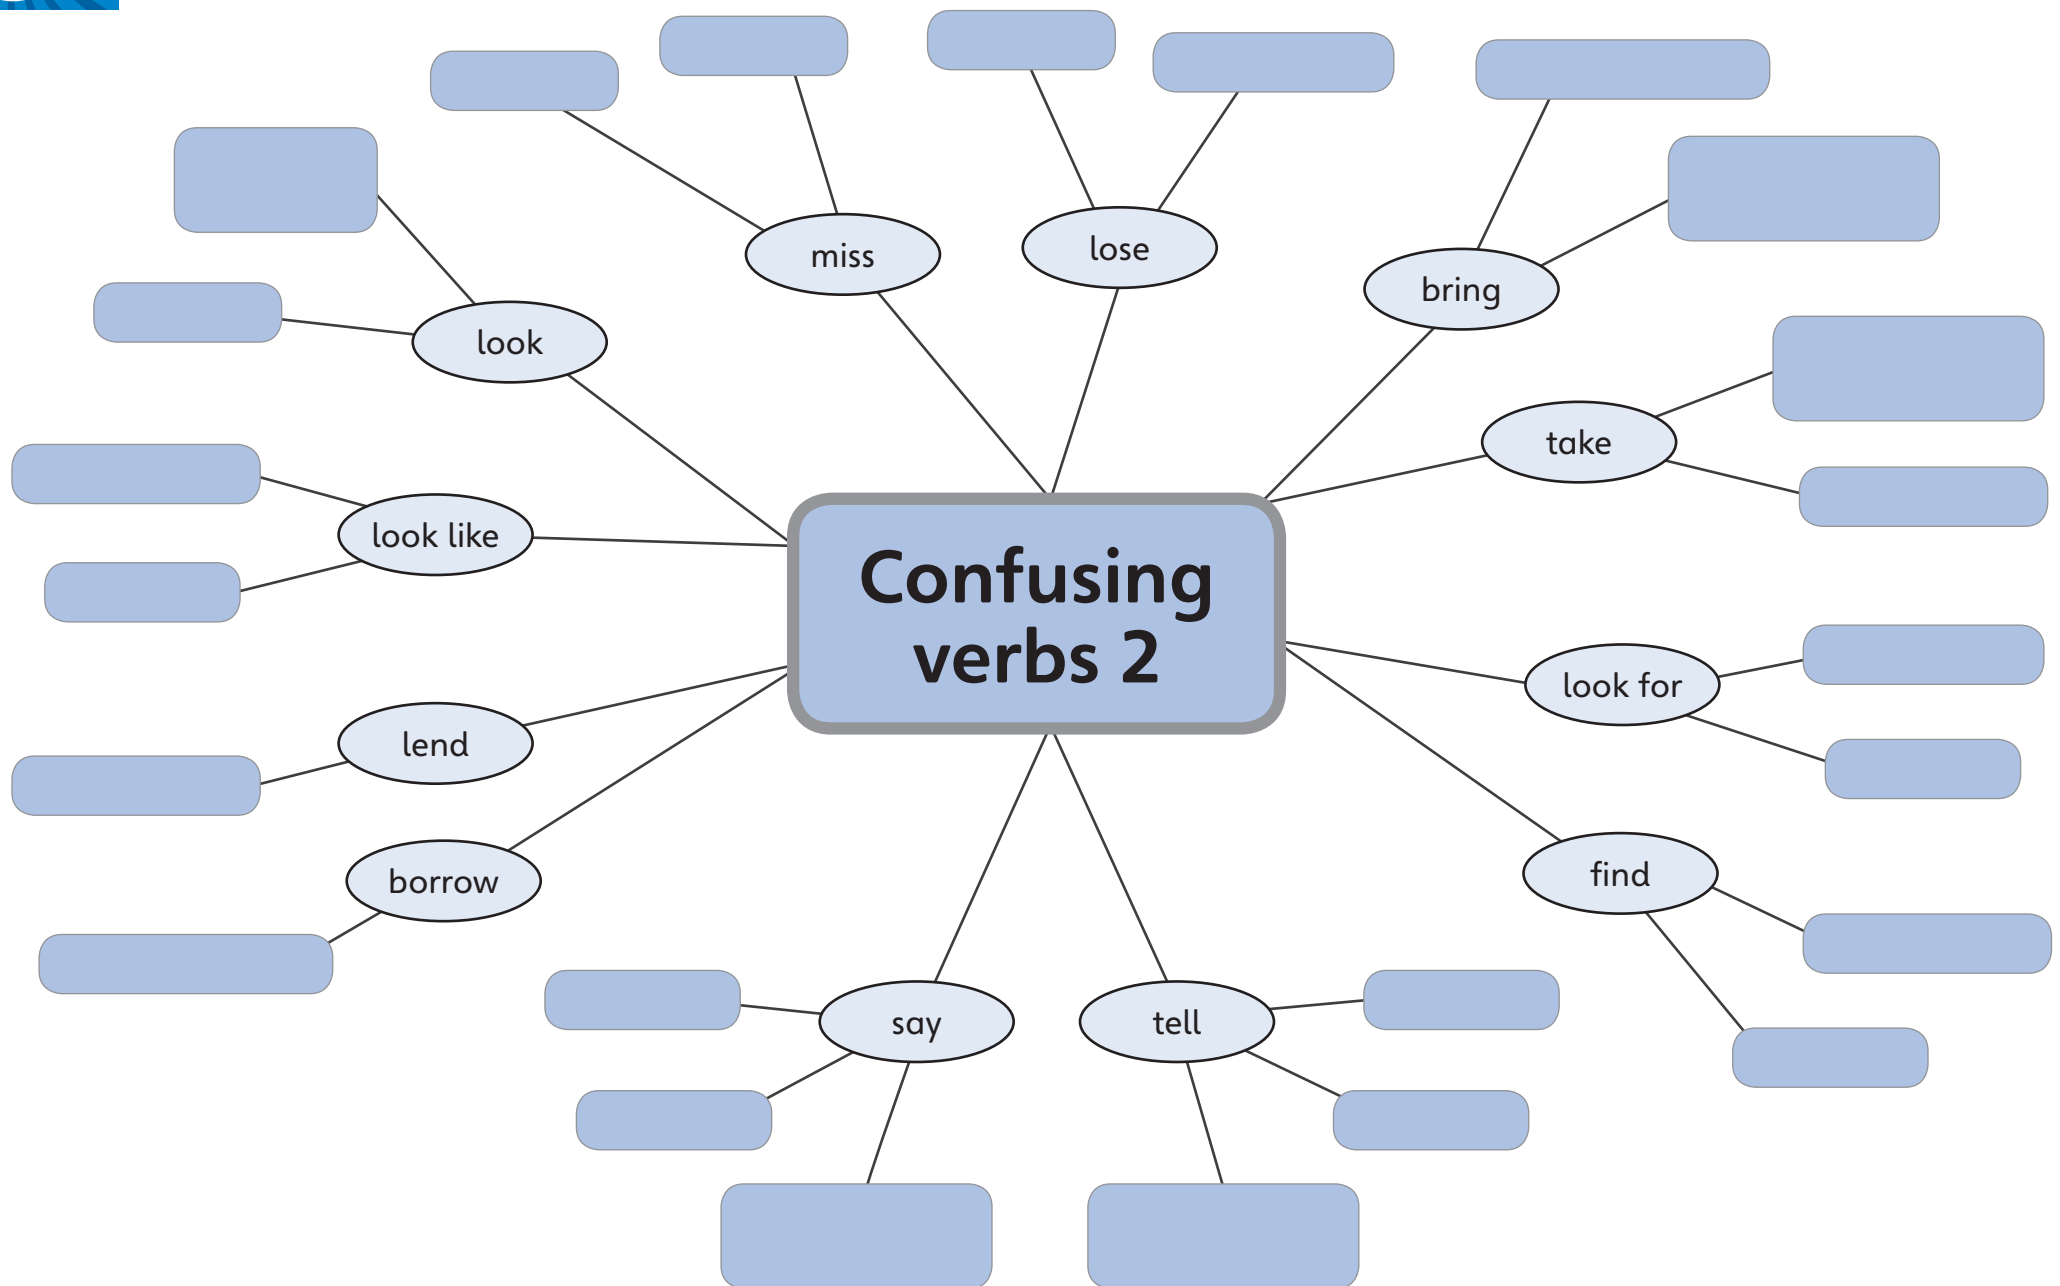 miss
lose
bring
look
take
look like
Confusing
verbs 2
look for
lend
find
borrow
say
tell